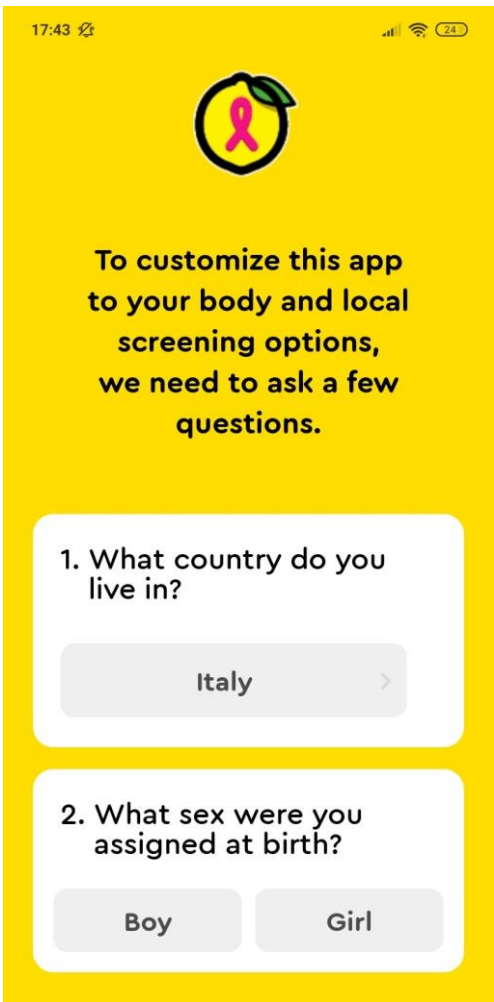 17:43 24
To customize this app
to your body and local
screening options,
we need to ask a few
questions.
1. What country do you
live in?
Italy
2. What sex were you
assigned at birth?
Boy Girl